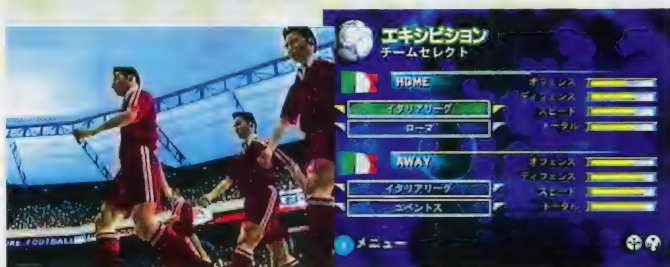 エキシビション
チームセレクト
HOME
オフェンス
ディフェンス
イタリアリーグ
スピード
ローマ
トータル
AWAY
オフェンス
ディフェンス
イタリアリーグ
スピード
ユベントス
トータル
RE FOOTBALL
メニュー